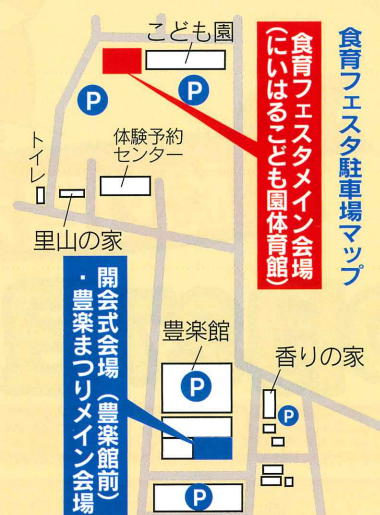 食育フェスタ駐車場マップ
食育フェスタメイン会場
(にいはるこども園体育館)
こども園
P
P
トイレ
体験予約
センター
里山の家
開会式会場(豊楽館前)
・豊楽まつりメイン会場
豊楽館
P
香りの家
P
P